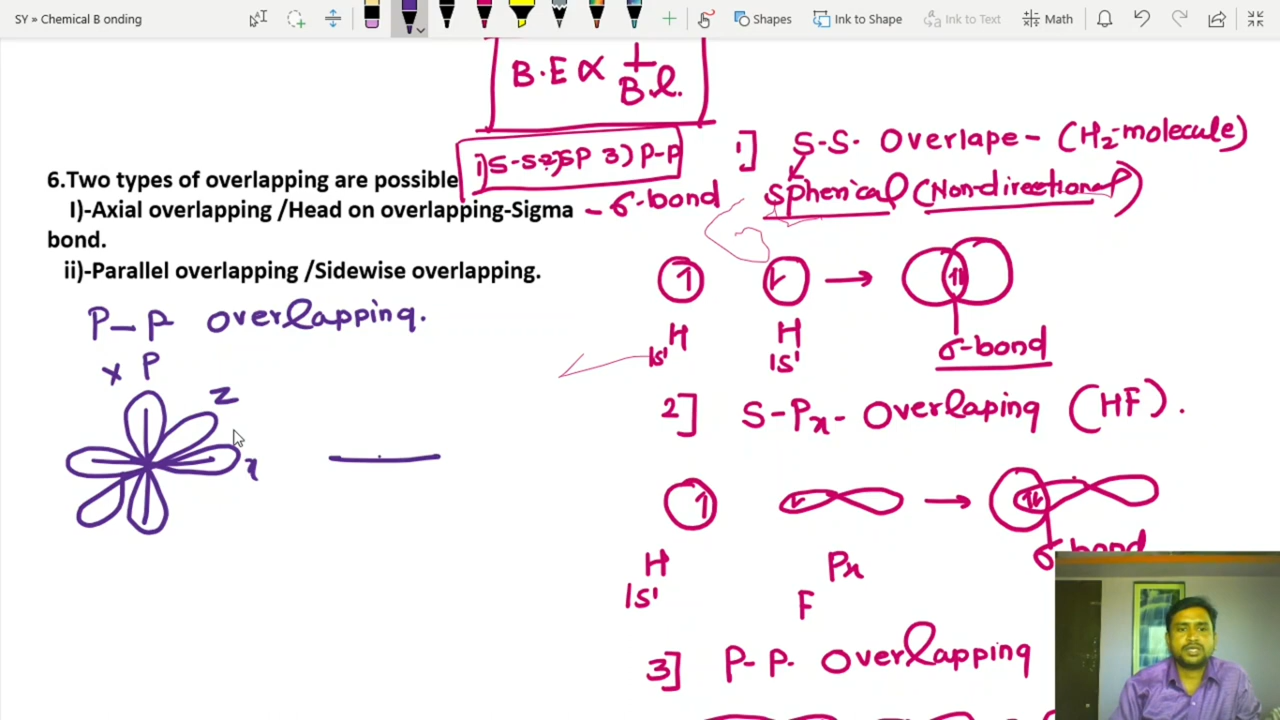 SY » Chemical B onding
Shapes
Ink to Shape
Ink to Text
Math
B.E ∝ 1
B.l.
1) S-S 2) SP 3) P-P
6.Two types of overlapping are possible
I)-Axial overlapping /Head on overlapping-Sigma
bond.
- σ-bond
ii)-Parallel overlapping /Sidewise overlapping.
P-P overlapping.
x P
z
x
1] S-S. Overlape - (H₂-molecule)
Spherical (Non-directional)
H
1s¹
H
1s¹
σ-bond
2] S-Px- Overlaping (HF).
H
1s¹
Px
F
σ-bond
3] P-P. Overlapping